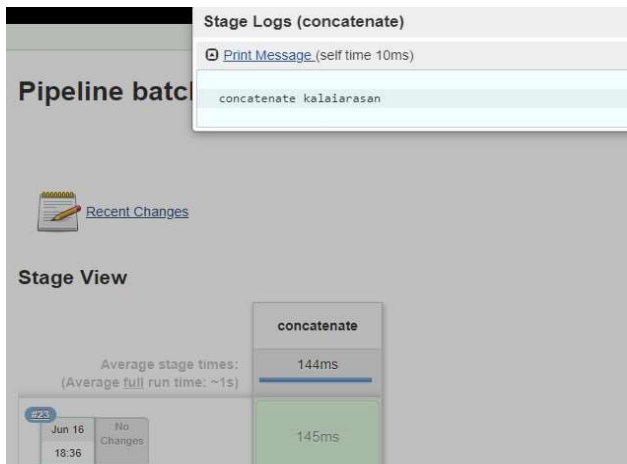 Stage Logs (concatenate)
Print Message (self time 10ms)
concatenate kalaiarasan
Pipeline batc
Recent Changes
Stage View
concatenate
Average stage times:
(Average full run time: ~1s)
144ms
#23
Jun 16
18:36
No
Changes
145ms